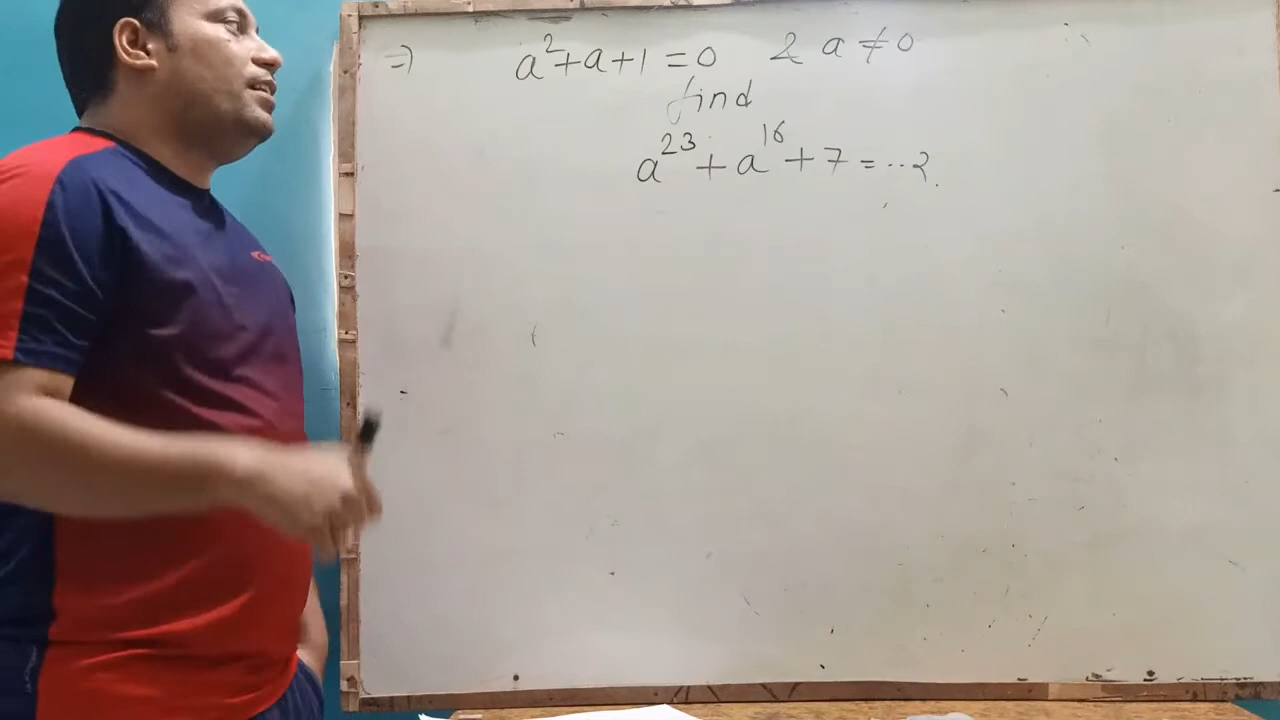 =) a²+a+1=0 & a≠0
find
a²³+a¹⁶+7=...?